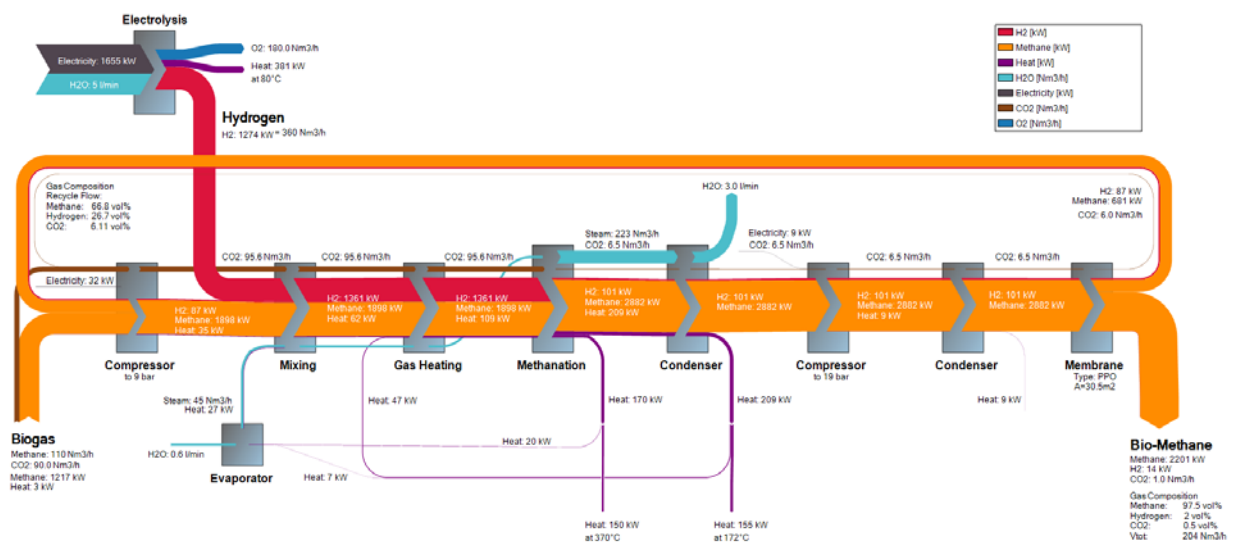 Electrolysis
Electricity: 1655 kW
H2O: 5 l/min
O2: 180.0 Nm3/h
Heat: 381 kW
at 80°C
H2 [kW]
Methane [kW]
Heat [kW]
H2O [Nm3/h]
Electricity [kW]
CO2 [Nm3/h]
O2 [Nm3/h]
Hydrogen
H2: 1274 kW = 360 Nm3/h
Gas Composition
Recycle Flow:
Methane: 66.8 vol%
Hydrogen: 26.7 vol%
CO2: 6.11 vol%
H2O: 3.0 l/min
H2: 87 kW
Methane: 681 kW
CO2: 6.0 Nm3/h
Steam: 223 Nm3/h
CO2: 6.5 Nm3/h
Electricity: 9 kW
CO2: 6.5 Nm3/h
CO2: 95.6 Nm3/h
CO2: 95.6 Nm3/h
CO2: 95.6 Nm3/h
CO2: 6.5 Nm3/h
CO2: 6.5 Nm3/h
Electricity: 32 kW
H2: 87 kW
Methane: 1898 kW
Heat: 35 kW
H2: 1361 kW
Methane: 1898 kW
Heat: 62 kW
H2: 1361 kW
Methane: 1898 kW
Heat: 109 kW
H2: 101 kW
Methane: 2882 kW
Heat: 209 kW
H2: 101 kW
Methane: 2882 kW
H2: 101 kW
Methane: 2882 kW
Heat: 9 kW
H2: 101 kW
Methane: 2882 kW
Compressor
to 9 bar
Mixing
Gas Heating
Methanation
Condenser
Compressor
to 19 bar
Condenser
Membrane
Type: PPO
A=30.5m2
Steam: 45 Nm3/h
Heat: 27 kW
Heat: 47 kW
Heat: 170 kW
Heat: 209 kW
Heat: 9 kW
Biogas
Methane: 110 Nm3/h
CO2: 90.0 Nm3/h
Methane: 1217 kW
Heat: 3 kW
H2O: 0.6 l/min
Evaporator
Heat: 20 kW
Heat: 7 kW
Heat: 150 kW
at 370°C
Heat: 155 kW
at 172°C
Bio-Methane
Methane: 2201 kW
H2: 14 kW
CO2: 1.0 Nm3/h
Gas Composition
Methane: 97.5 vol%
Hydrogen: 2 vol%
CO2: 0.5 vol%
Vtot: 204 Nm3/h